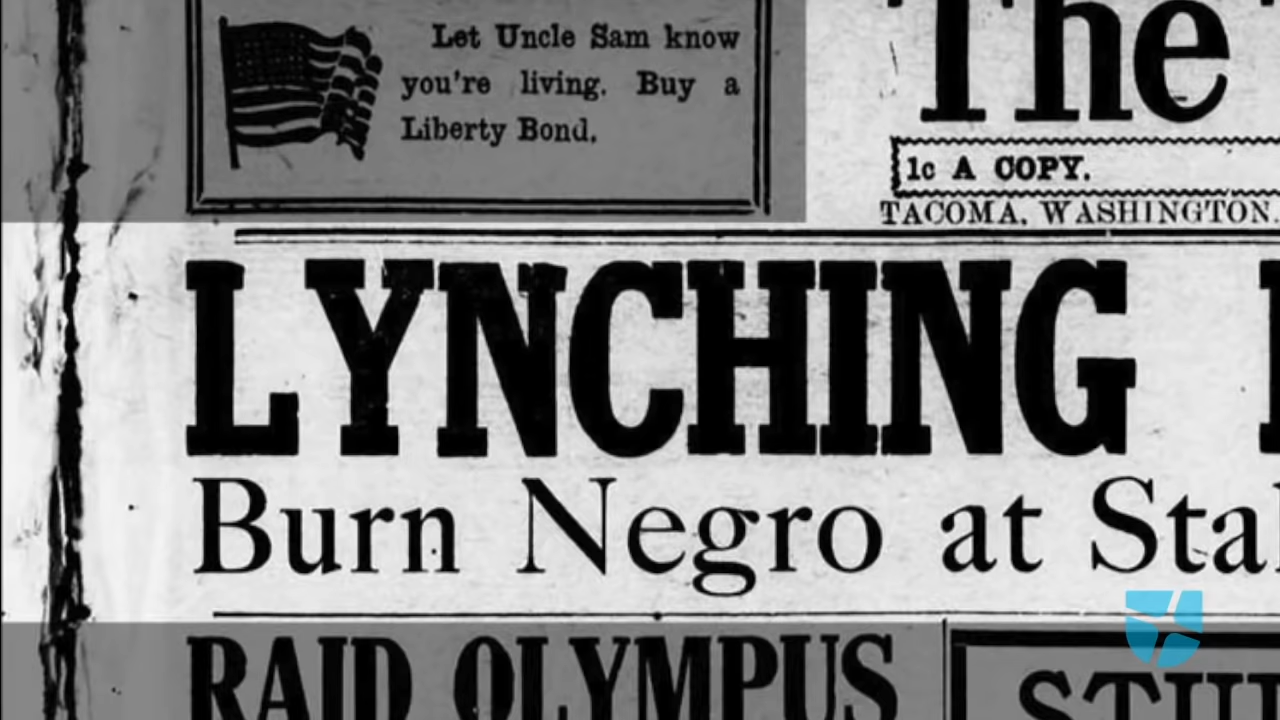 Let Uncle Sam know
you're living. Buy a
Liberty Bond.
The
1c A COPY.
TACOMA, WASHINGTON.
LYNCHING
Burn Negro at
RAID OLYMPUS